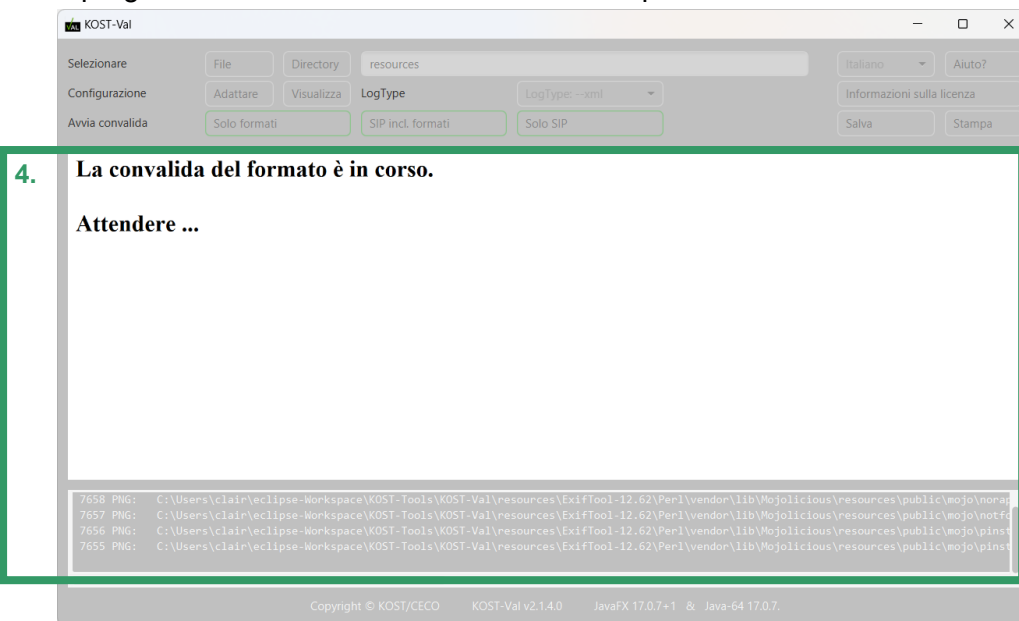 KOST-Val
Selezionare File Directory resources Italiano Aiuto?
Configurazione Adattare Visualizza LogType LogType: --xml Informazioni sulla licenza
Avvia convalida Solo formati SIP incl. formati Solo SIP Salva Stampa
4. La convalida del formato è in corso.
Attendere ...
7658 PNG: C:\Users\clair\eclipse-Workspace\KOST-Tools\KOST-Val\resources\ExifTool-12.62\Perl\vendor\lib\Mojolicious\resources\public\mojo\norap
7657 PNG: C:\Users\clair\eclipse-Workspace\KOST-Tools\KOST-Val\resources\ExifTool-12.62\Perl\vendor\lib\Mojolicious\resources\public\mojo\notfo
7656 PNG: C:\Users\clair\eclipse-Workspace\KOST-Tools\KOST-Val\resources\ExifTool-12.62\Perl\vendor\lib\Mojolicious\resources\public\mojo\pinst
7655 PNG: C:\Users\clair\eclipse-Workspace\KOST-Tools\KOST-Val\resources\ExifTool-12.62\Perl\vendor\lib\Mojolicious\resources\public\mojo\pinst
Copyright © KOST/CECO KOST-Val v2.1.4.0 JavaFX 17.0.7+1 & Java-64 17.0.7.